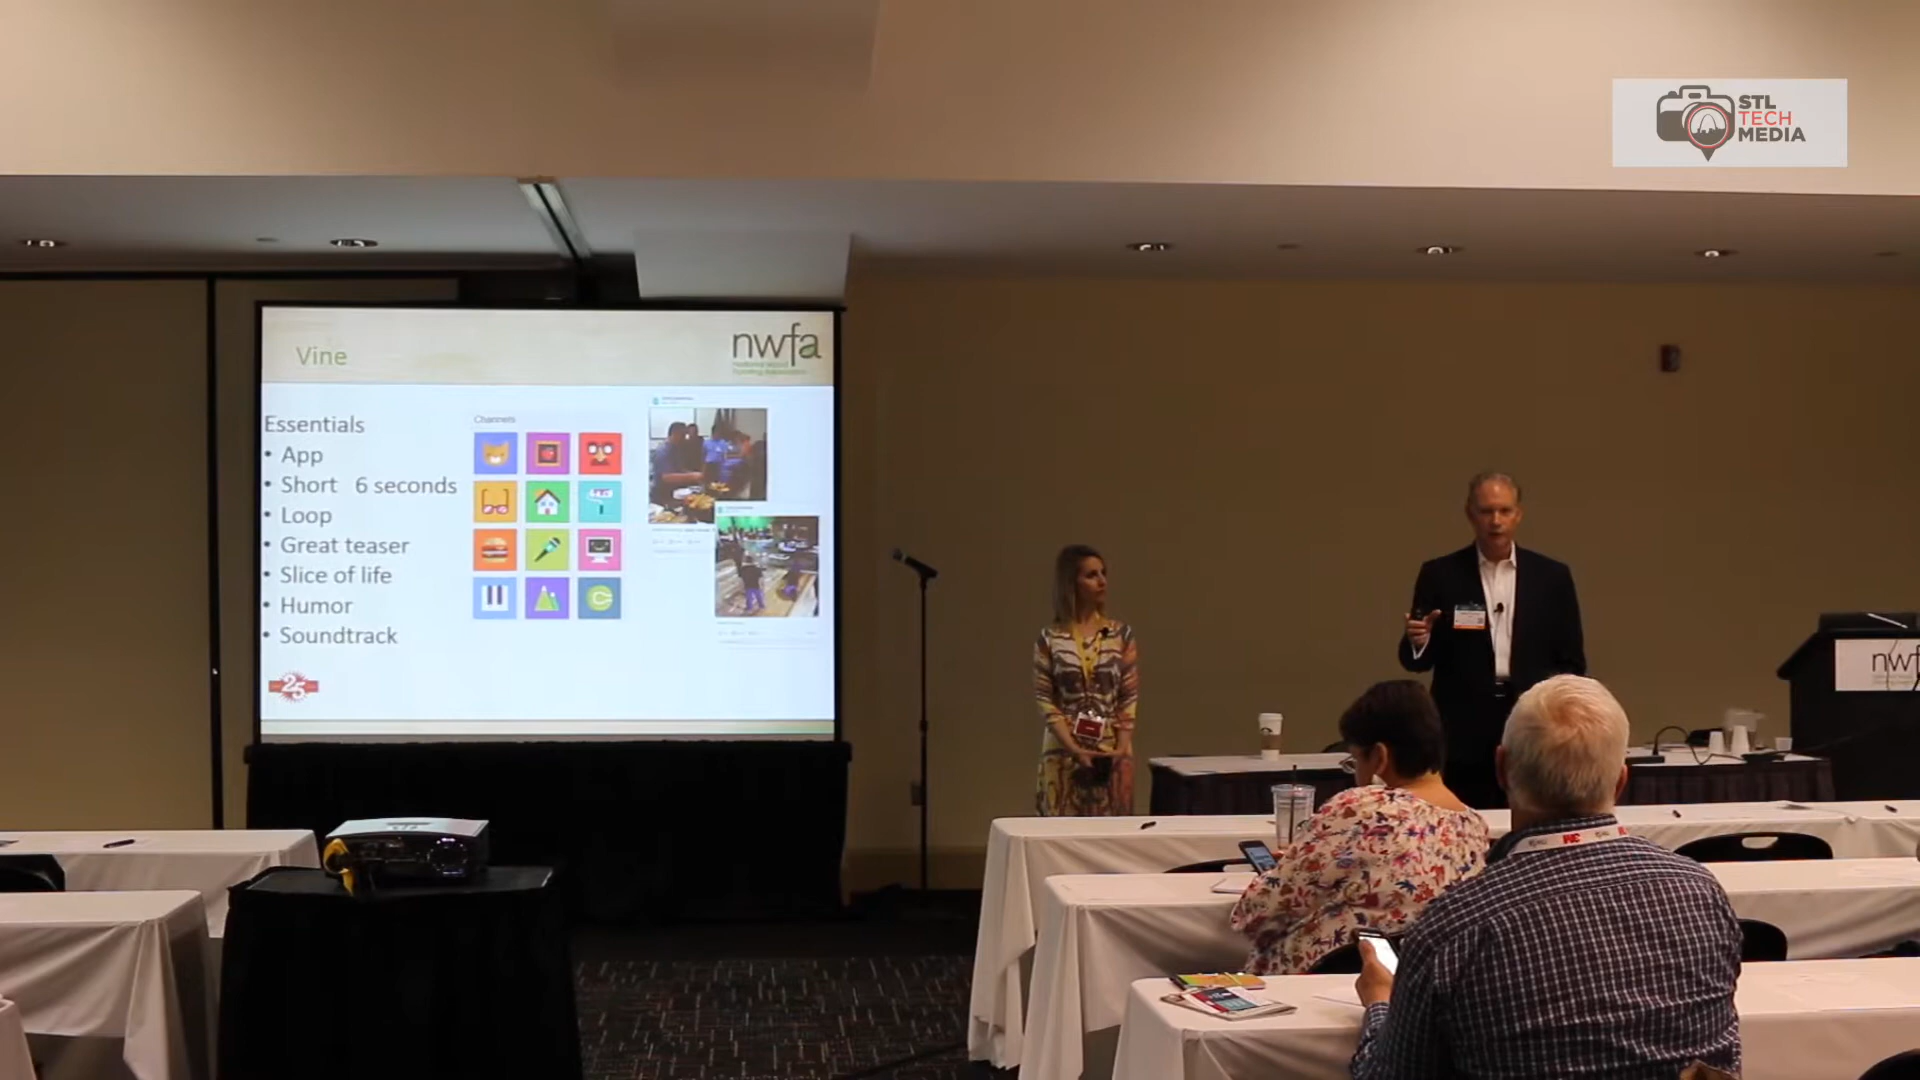 STL
TECH
MEDIA
Vine
nwfa
Essentials
• App
• Short 6 seconds
• Loop
• Great teaser
• Slice of life
• Humor
• Soundtrack
Channels
25
nwf